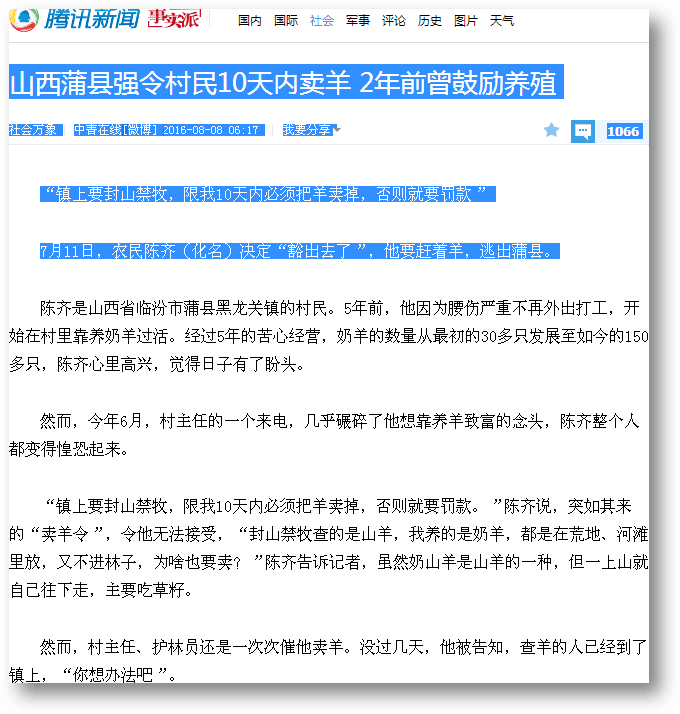 腾讯新闻 事实派 国内 国际 社会 军事 评论 历史 图片 天气
山西蒲县强令村民10天内卖羊 2年前曾鼓励养殖
社会万象 中青在线[微博] 2016-08-08 06:17 我要分享 1066
“镇上要封山禁牧，限我10天内必须把羊卖掉，否则就要罚款 ”
7月11日，农民陈齐（化名）决定“豁出去了 ”，他要赶着羊，逃出蒲县。
陈齐是山西省临汾市蒲县黑龙关镇的村民。5年前，他因为腰伤严重不再外出打工，开
始在村里靠养奶羊过活。经过5年的苦心经营，奶羊的数量从最初的30多只发展至如今的150
多只，陈齐心里高兴，觉得日子有了盼头。
然而，今年6月，村主任的一个来电，几乎碾碎了他想靠养羊致富的念头，陈齐整个人
都变得惶恐起来。
“镇上要封山禁牧，限我10天内必须把羊卖掉，否则就要罚款。 ”陈齐说，突如其来
的“卖羊令 ”，令他无法接受，“封山禁牧查的是山羊，我养的是奶羊，都是在荒地、河滩
里放，又不进林子，为啥也要卖？ ”陈齐告诉记者，虽然奶山羊是山羊的一种，但一上山就
自己往下走，主要吃草籽。
然而，村主任、护林员还是一次次催他卖羊。没过几天，他被告知，查羊的人已经到了
镇上，“你想办法吧 ”。